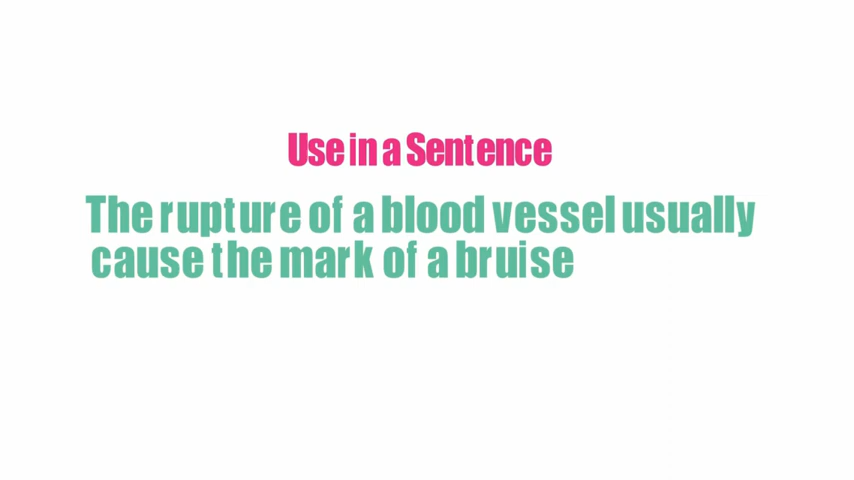 Use in a Sentence
The rupture of a blood vessel usually
cause the mark of a bruise